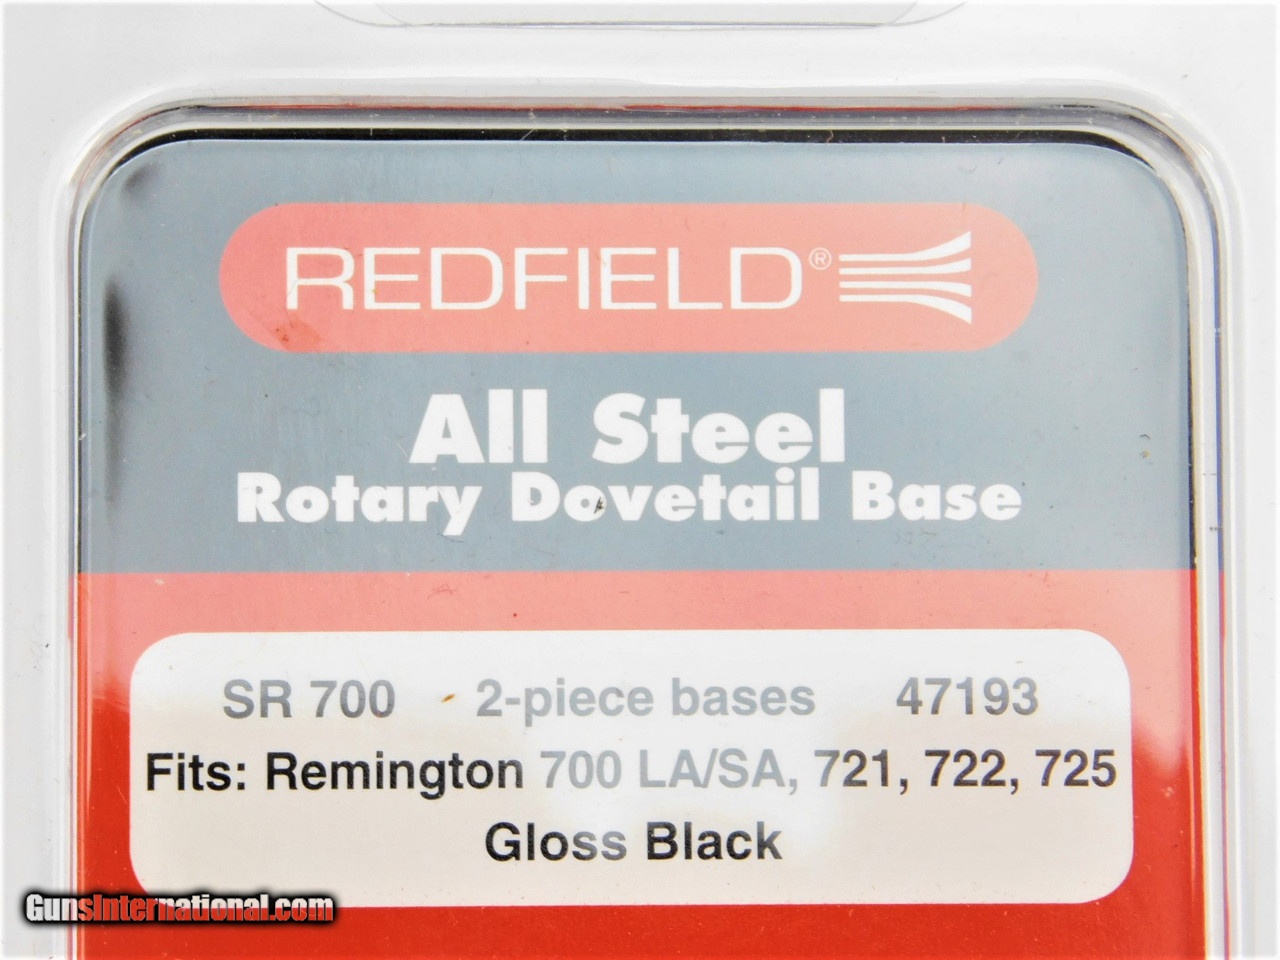 REDFIELD®
All Steel
Rotary Dovetail Base
SR 700 2-piece bases 47193
Fits: Remington 700 LA/SA, 721, 722, 725
Gloss Black
GunsInternational.com